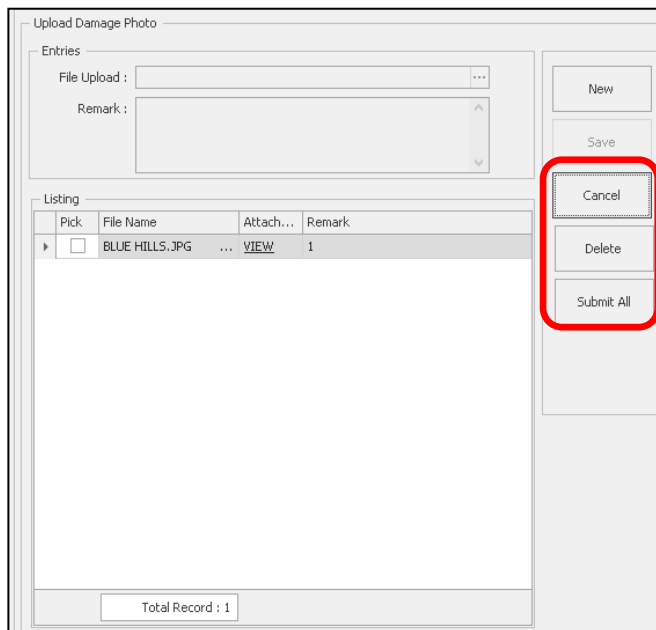 Upload Damage Photo
Entries
File Upload : ...
Remark :
New
Save
Cancel
Delete
Submit All
Listing
Pick File Name Attach... Remark
BLUE HILLS.JPG ... VIEW 1
Total Record : 1